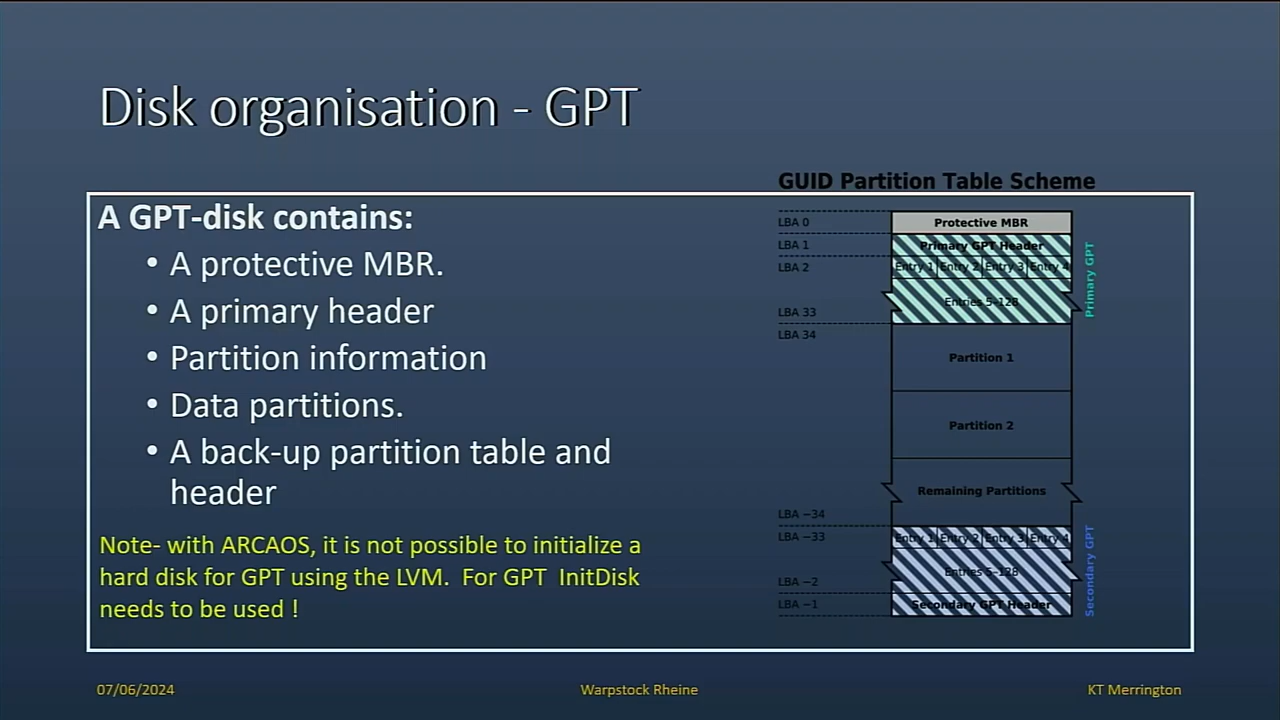 Disk organisation - GPT
A GPT-disk contains:
• A protective MBR.
• A primary header
• Partition information
• Data partitions.
• A back-up partition table and
header
Note- with ARCAOS, it is not possible to initialize a
hard disk for GPT using the LVM. For GPT InitDisk
needs to be used !
GUID Partition Table Scheme
LBA 0
Protective MBR
LBA 1
Primary GPT Header
LBA 2
Entry 1 Entry 2 Entry 3 Entry 4
Entries 5–128
LBA 33
Primary GPT
LBA 34
Partition 1
Partition 2
Remaining Partitions
LBA −34
LBA −33
Entry 1 Entry 2 Entry 3 Entry 4
Entries 5–128
LBA −2
LBA −1
Secondary GPT Header
Secondary GPT
07/06/2024
Warpstock Rheine
KT Merrington